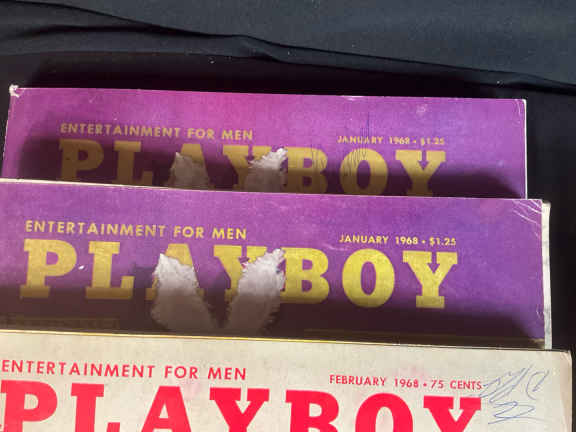 ENTERTAINMENT FOR MEN
JANUARY 1968 • $1.25
PLAYBOY
ENTERTAINMENT FOR MEN
JANUARY 1968 • $1.25
PLAYBOY
ENTERTAINMENT FOR MEN
FEBRUARY 1968 • 75 CENTS
PLAYBOY